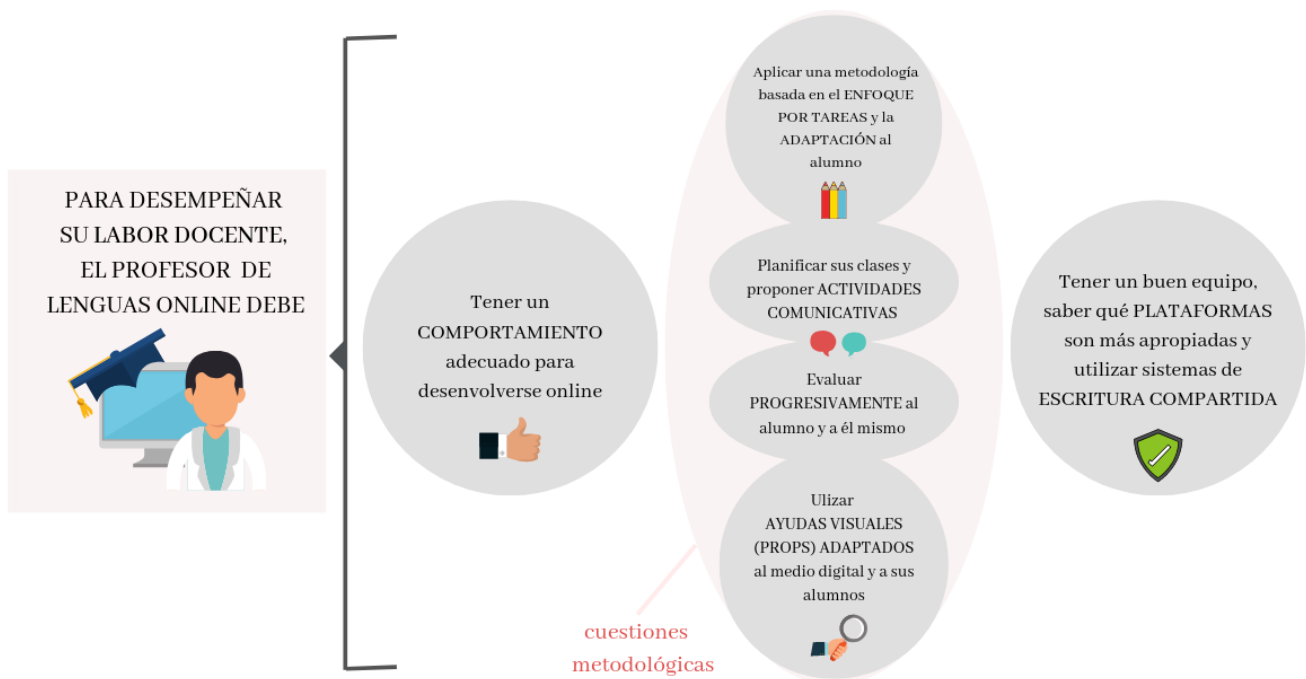 PARA DESEMPEÑAR
SU LABOR DOCENTE,
EL PROFESOR DE
LENGUAS ONLINE DEBE
Tener un
COMPORTAMIENTO
adecuado para
desenvolverse online
Aplicar una metodología
basada en el ENFOQUE
POR TAREAS y la
ADAPTACIÓN al
alumno
Planificar sus clases y
proponer ACTIVIDADES
COMUNICATIVAS
Evaluar
PROGRESIVAMENTE al
alumno y a él mismo
Ulizar
AYUDAS VISUALES
(PROPS) ADAPTADOS
al medio digital y a sus
alumnos
cuestiones
metodológicas
Tener un buen equipo,
saber qué PLATAFORMAS
son más apropiadas y
utilizar sistemas de
ESCRITURA COMPARTIDA